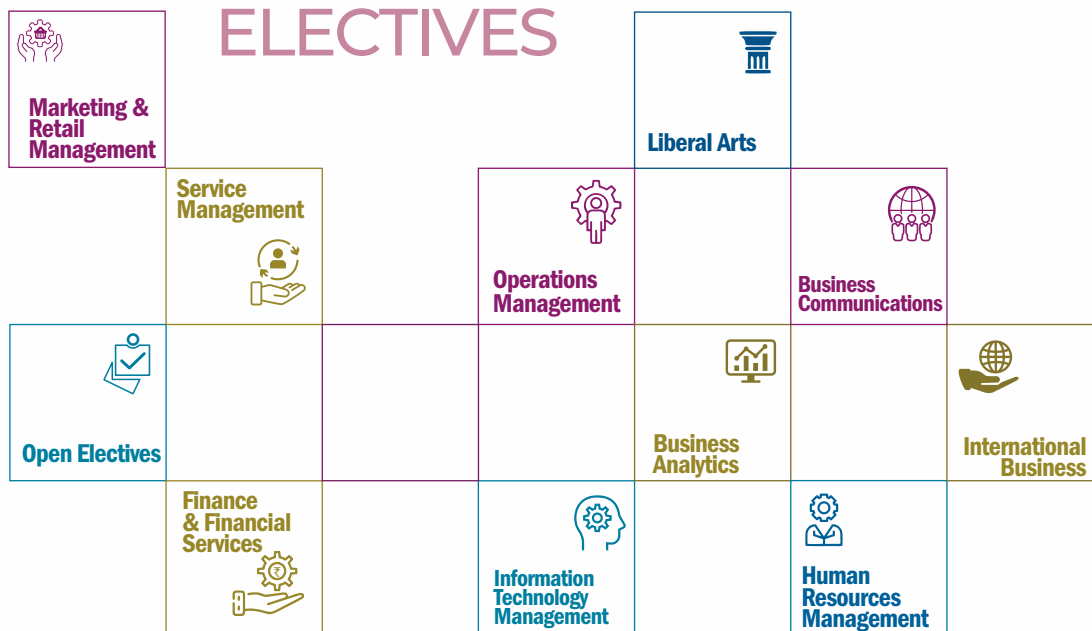 ELECTIVES
Marketing &
Retail
Management
Liberal Arts
Service
Management
Operations
Management
Business
Communications
Open Electives
Business
Analytics
International
Business
Finance
& Financial
Services
₹
Information
Technology
Management
Human
Resources
Management